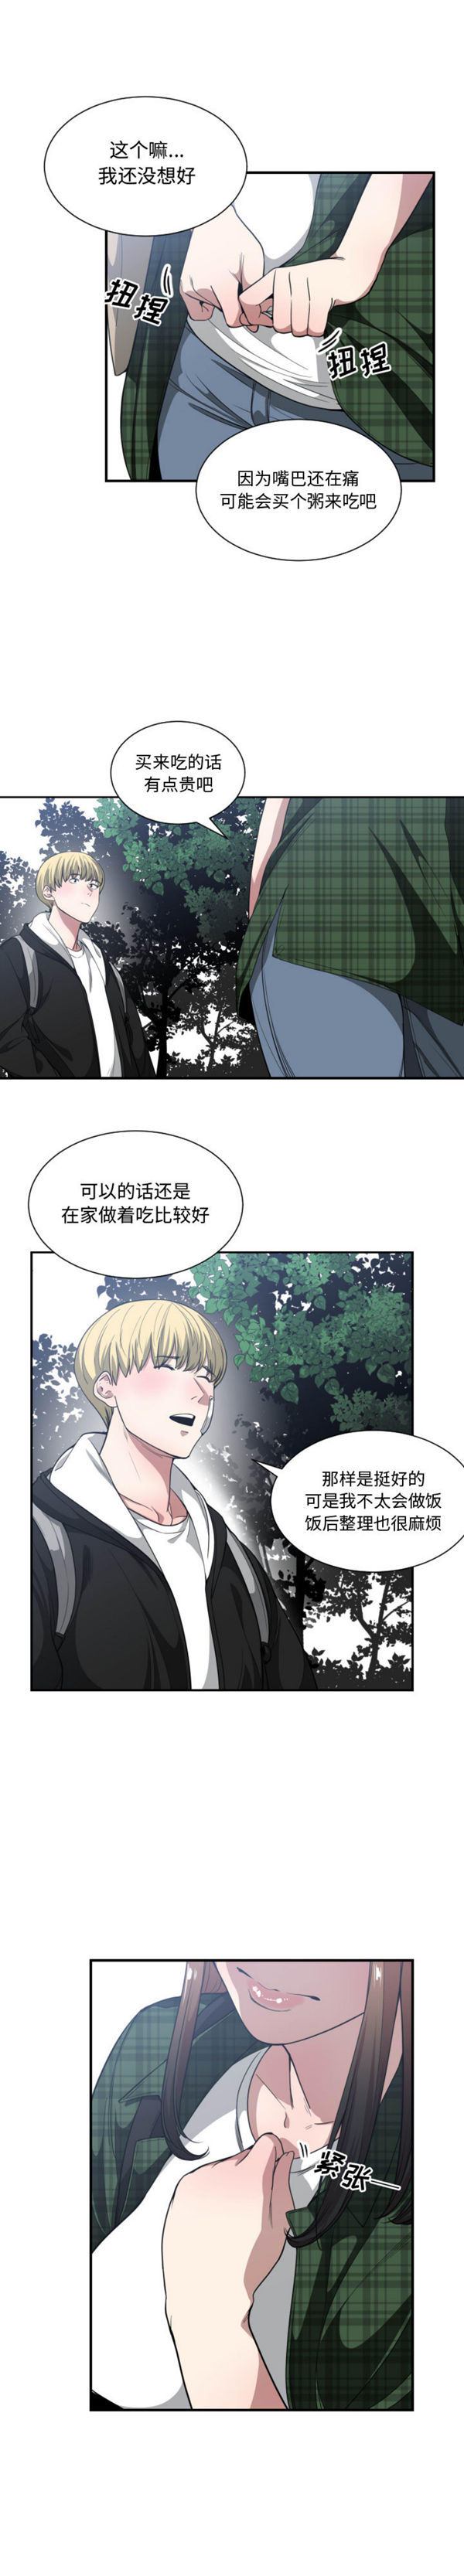 这个嘛…
我还没想好
扭捏
扭捏
因为嘴巴还在痛
可能会买个粥来吃吧
买来吃的话
有点贵吧
可以的话还是
在家做着吃比较好
那样是挺好的
可是我不太会做饭
饭后整理也很麻烦
紧张—